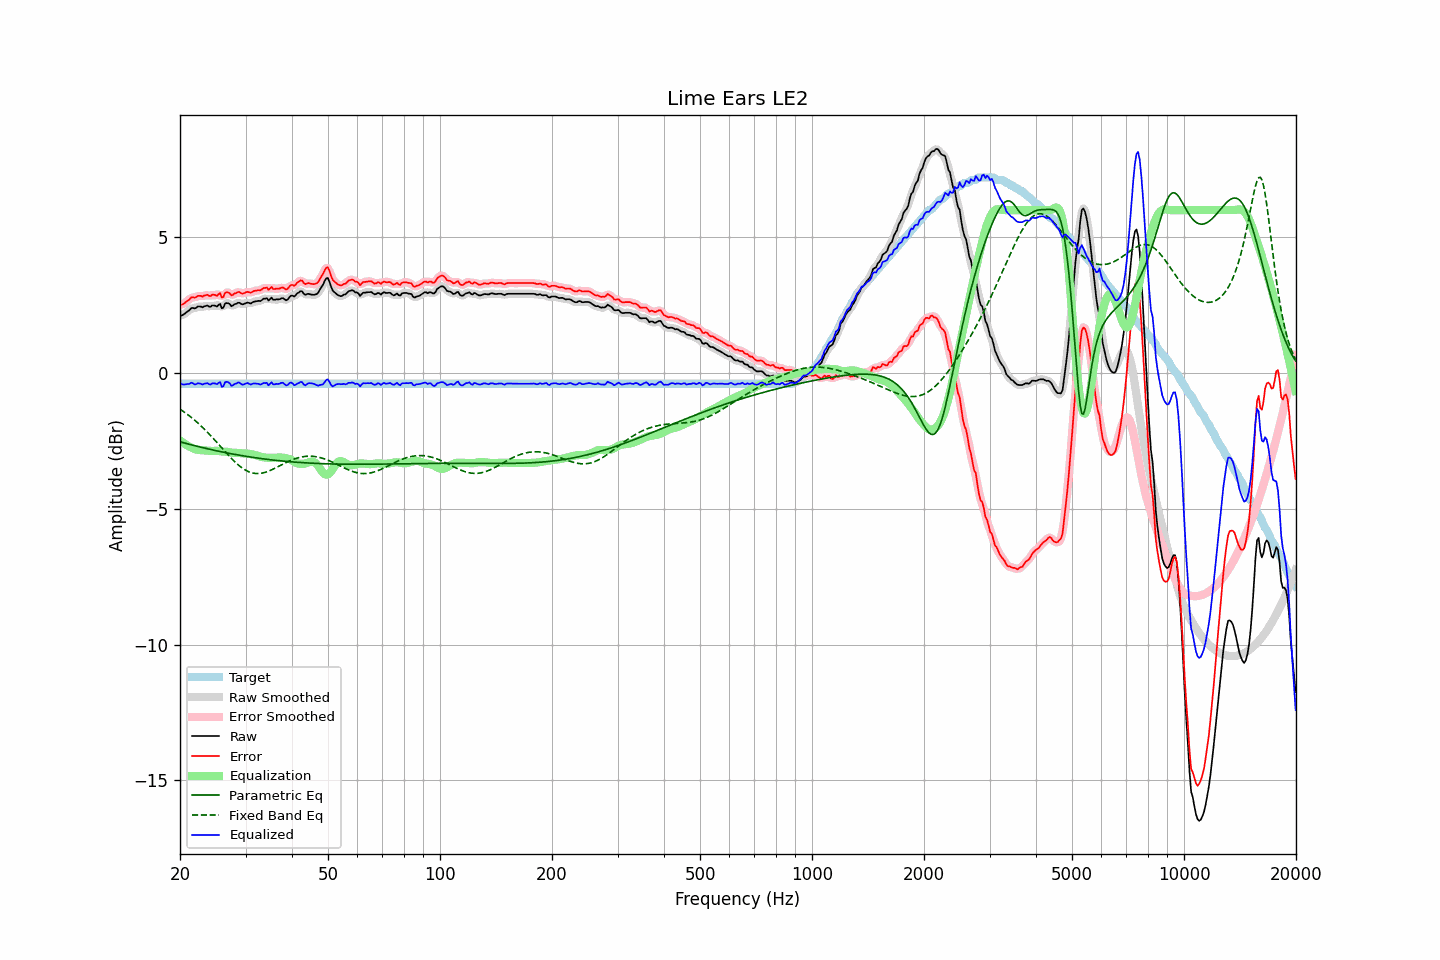 Lime Ears LE2
Amplitude (dBr)
5
0
−5
−10
−15
Target
Raw Smoothed
Error Smoothed
Raw
Error
Equalization
Parametric Eq
Fixed Band Eq
Equalized
20 50 100 200 500 1000 2000 5000 10000 20000
Frequency (Hz)